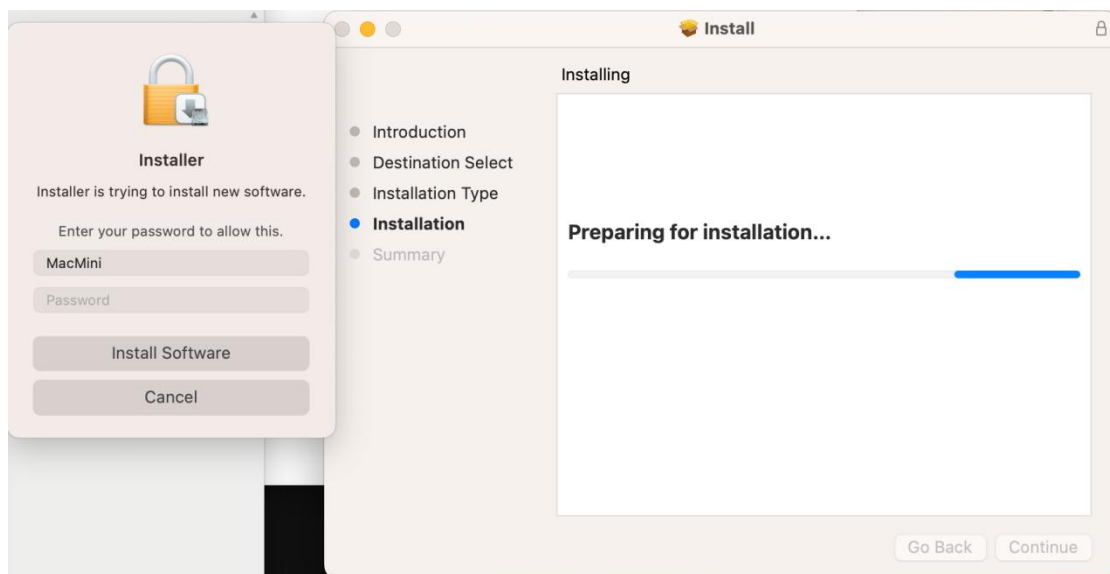 Installer
Installer is trying to install new software.
Enter your password to allow this.
MacMini
Password
Install Software
Cancel
Install
Installing
Introduction
Destination Select
Installation Type
Installation
Summary
Preparing for installation...
Go Back
Continue